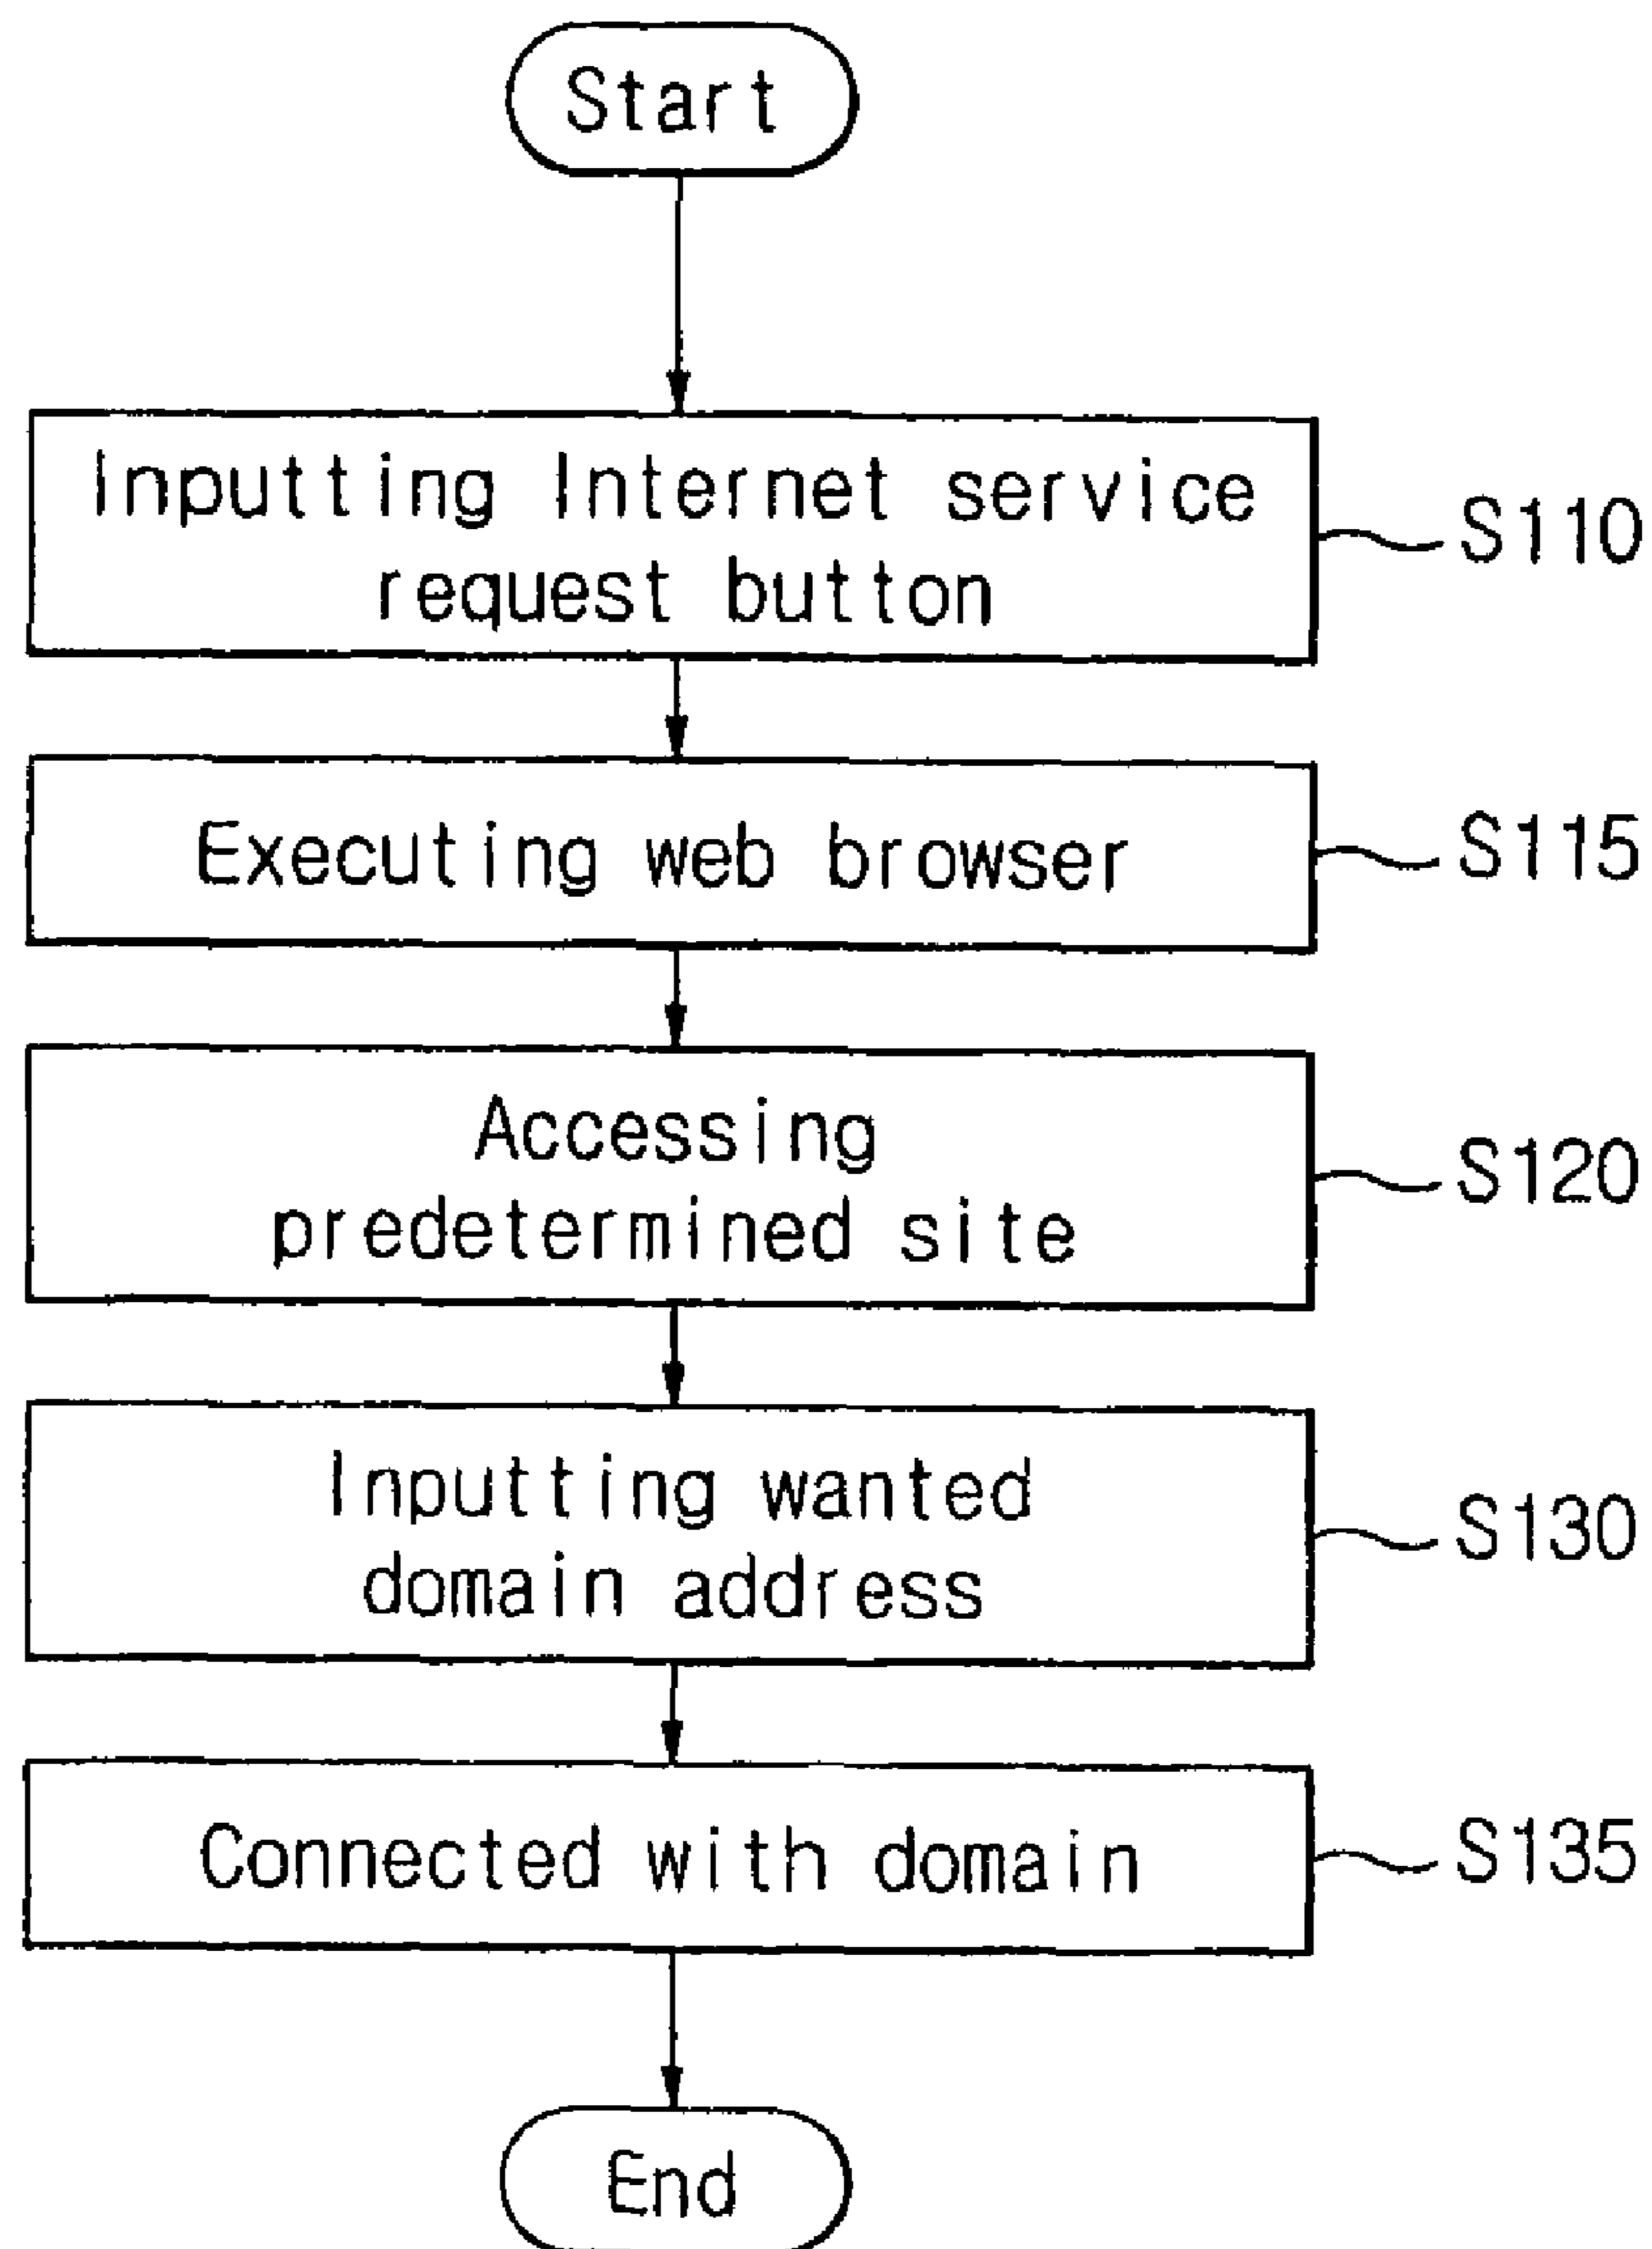 Start
Inputting Internet service
request button
S110
Executing web browser
S115
Accessing
predetermined site
S120
Inputting wanted
domain address
S130
Connected with domain
S135
End